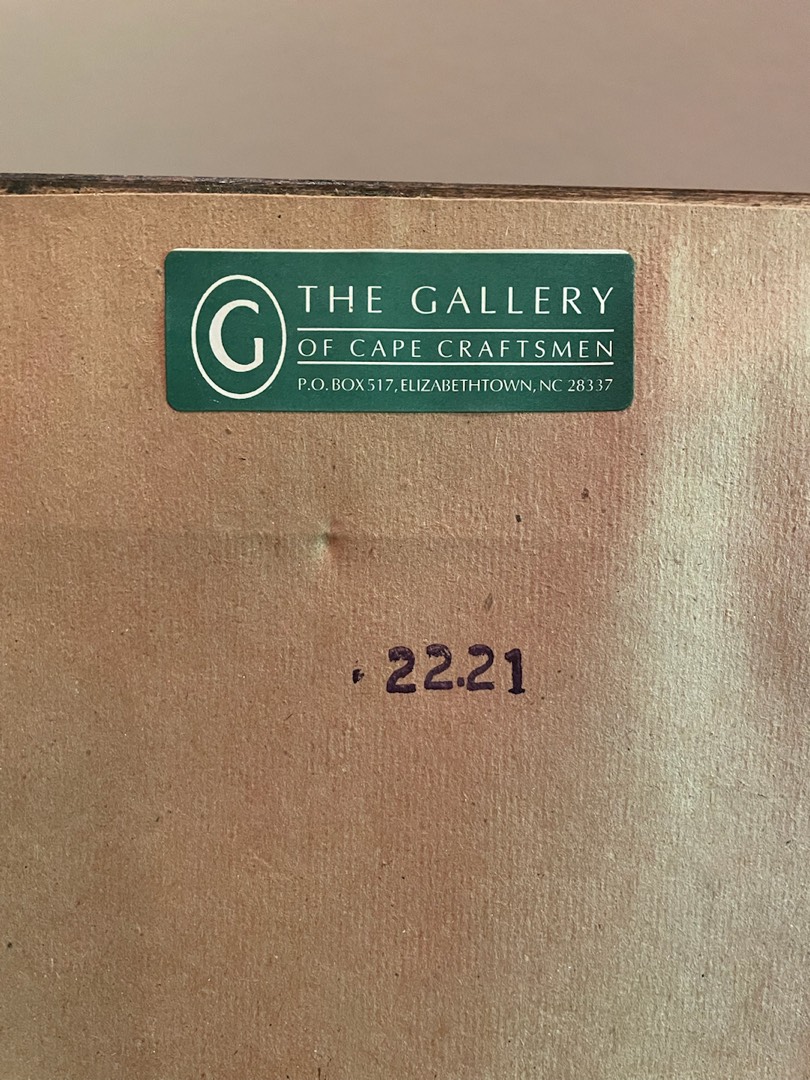 G
THE GALLERY
OF CAPE CRAFTSMEN
P.O. BOX 517, ELIZABETHTOWN, NC 28337
22.21